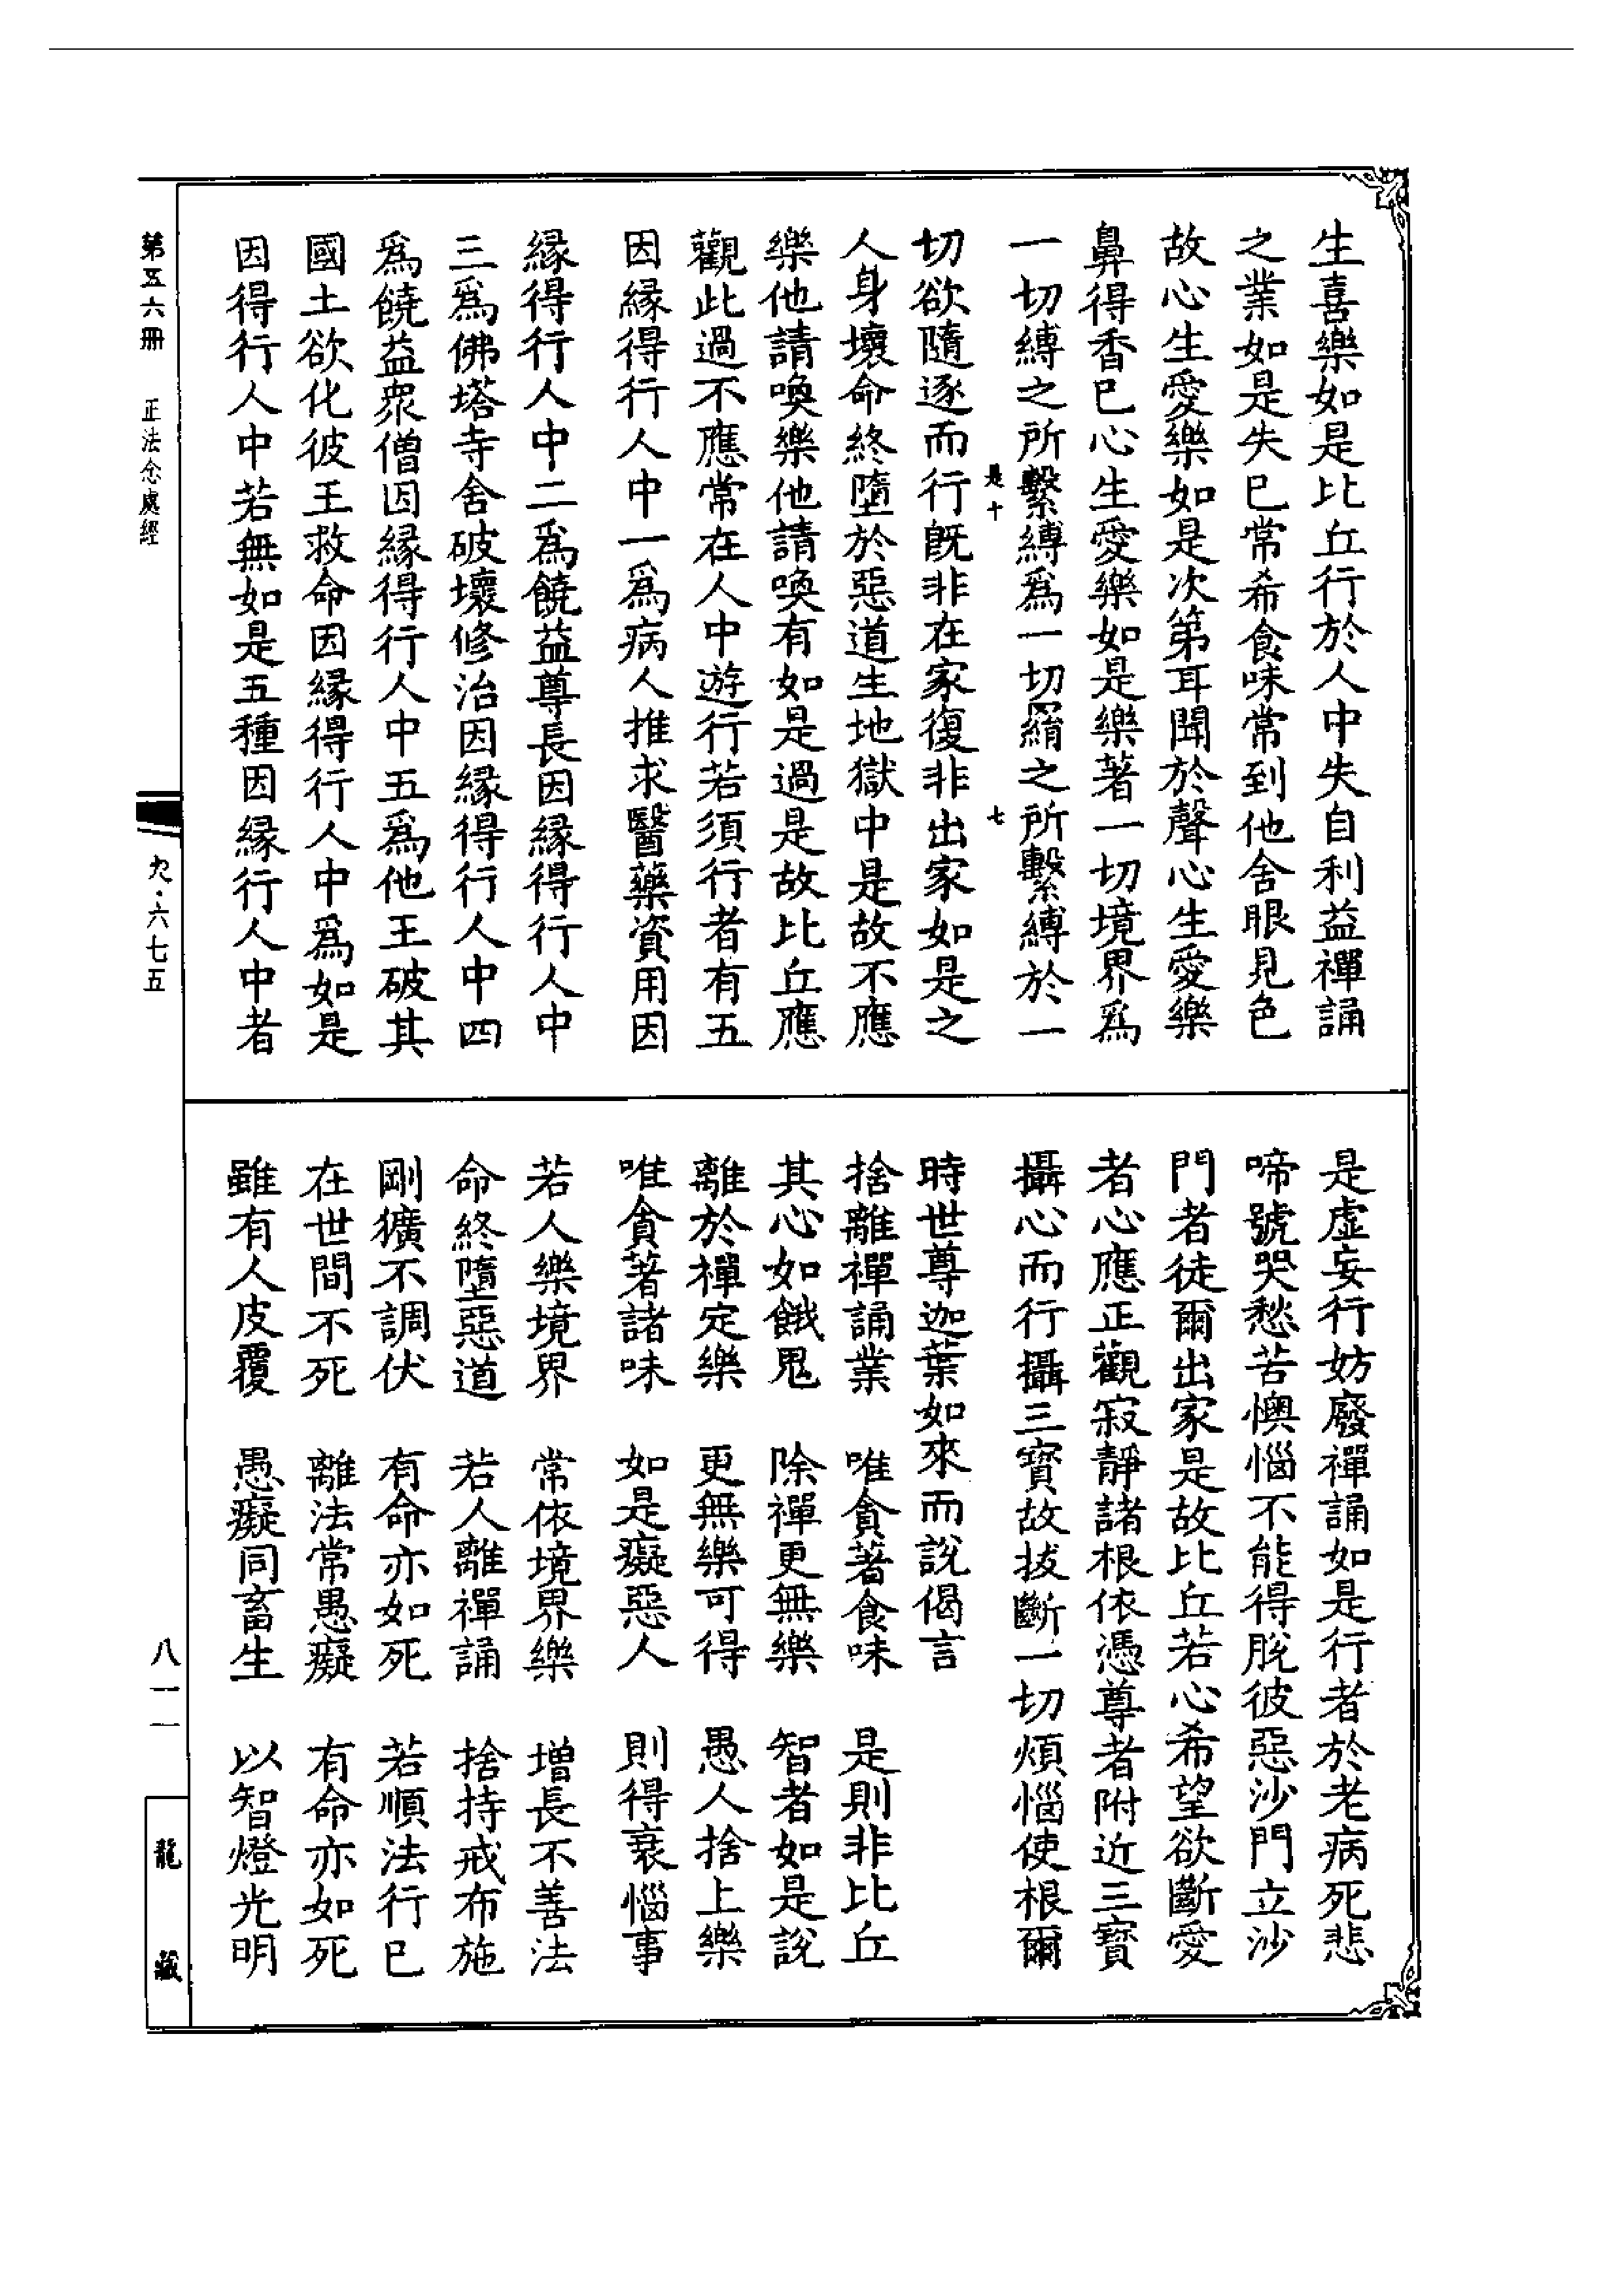 生喜樂如是比丘行於人中失自利益禪誦
之業如是失已常希食味常到他舍眼見色
故心生愛樂如是次第耳聞於聲心生愛樂
鼻得香已心生愛樂如是樂著一切境界爲
一切縛之所繫縛爲一切羂之所繫縛於一
是十
七
切欲隨逐而行旣非在家復非出家如是之
人身壞命終墮於惡道生地獄中是故不應
樂他請喚樂他請喚有如是過是故比丘應
觀此過不應常在人中遊行若須行者有五
因緣得行人中一爲病人推求醫藥資用因
緣得行人中二爲饒益尊長因緣得行人中
三爲佛塔寺舍破壞修治因緣得行人中四
爲饒益眾僧因緣得行人中五爲他王破其
國土欲化彼王救命因緣得行人中爲如是
因得行人中若無如是五種因緣行人中者
是虛妄行妨廢禪誦如是行者於老病死悲
啼號哭愁苦懊惱不能得脫彼惡沙門立沙
門者徒爾出家是故比丘若心希望欲斷愛
者心應正觀寂靜諸根依憑尊者附近三寶
攝心而行攝三寶故拔斷一切煩惱使根爾
時世尊迦葉如來而說偈言
捨離禪誦業　唯貪著食味　是則非比丘
其心如餓鬼　除禪更無樂　智者如是說
離於禪定樂　更無樂可得　愚人捨上樂
唯貪著諸味　如是癡惡人　則得衰惱事
若人樂境界　常依境界樂　增長不善法
命終墮惡道　若人離禪誦　捨持戒布施
剛獷不調伏　有命亦如死　若順法行已
在世間不死　離法常愚癡　有命亦如死
雖有人皮覆　愚癡同畜生　以智燈光明
第五六册　正法念處經
六七五
八一一
龍藏